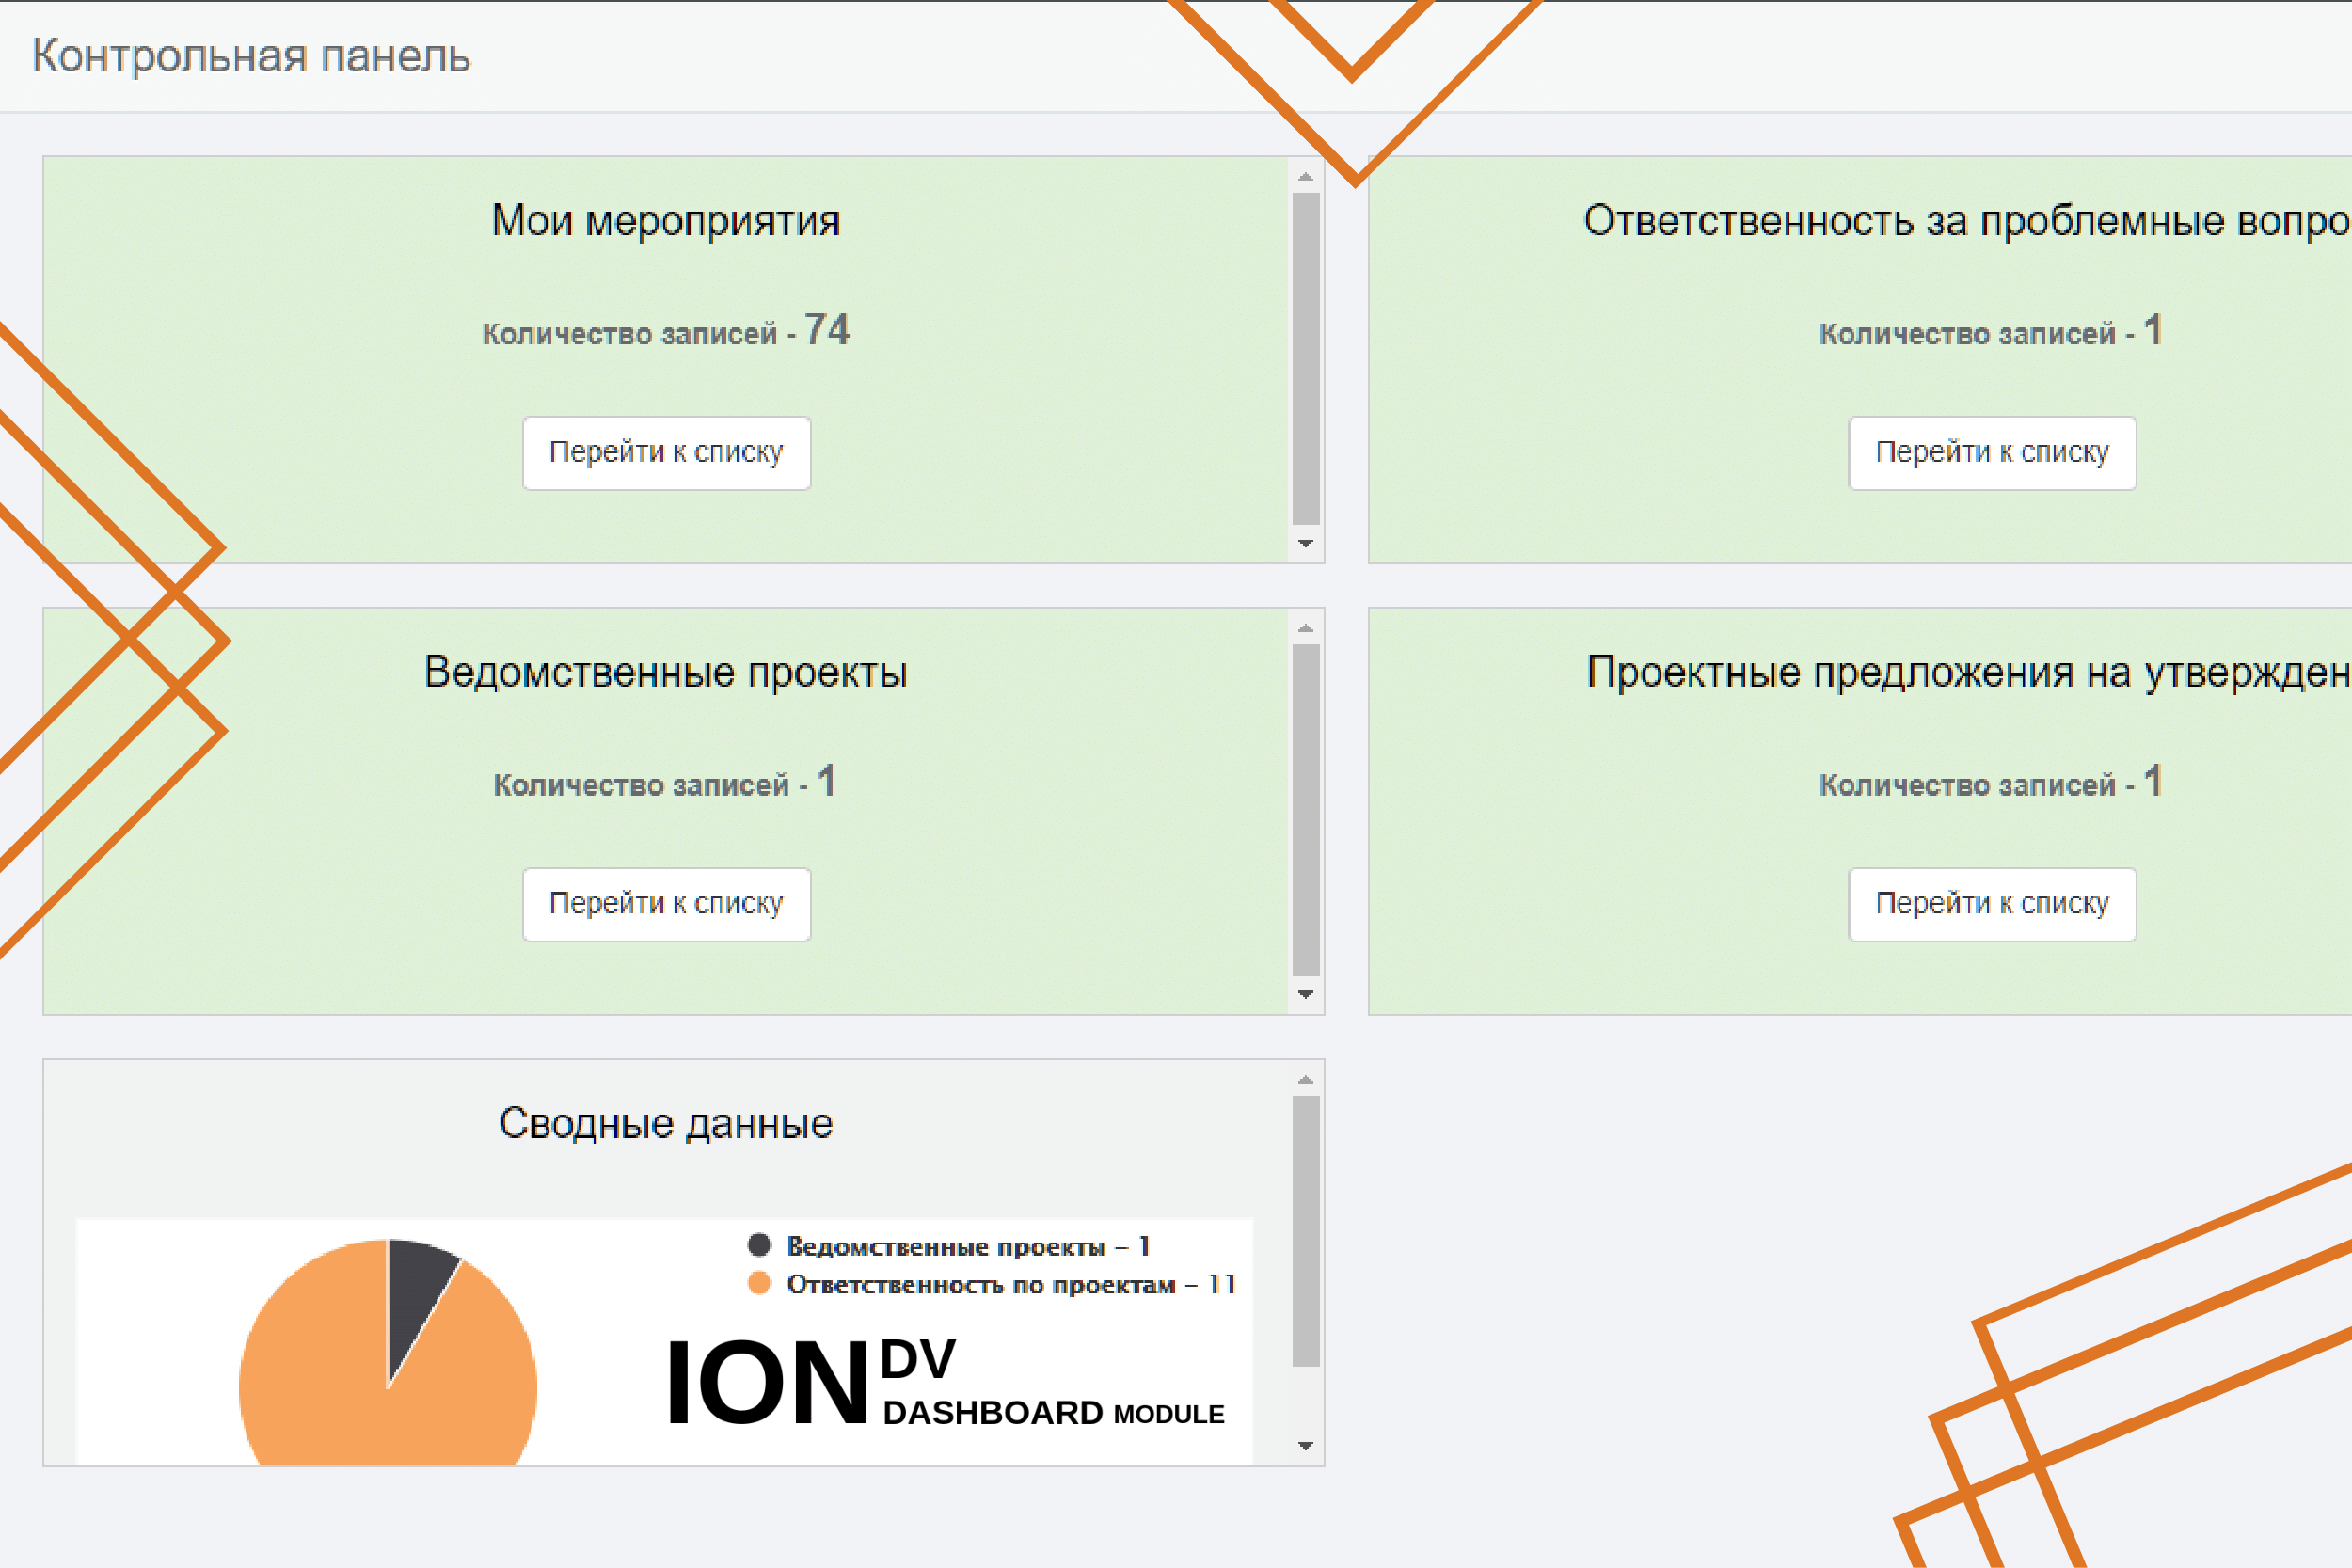 Контрольная панель
Мои мероприятия
Количество записей - 74
Перейти к списку
Ответственность за проблемные вопро
Количество записей - 1
Перейти к списку
Ведомственные проекты
Количество записей - 1
Перейти к списку
Проектные предложения на утвержден
Количество записей - 1
Перейти к списку
Сводные данные
Ведомственные проекты – 1
Ответственность по проектам – 11
ION DV
DASHBOARD MODULE